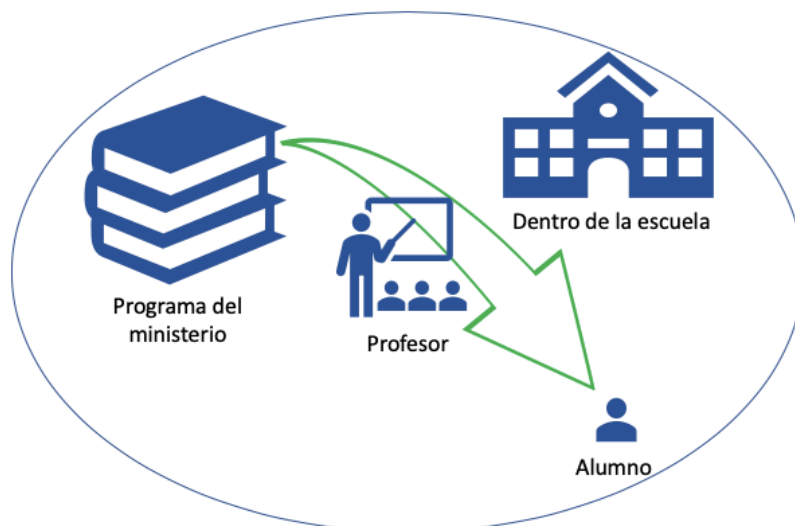 Dentro de la escuela
Programa del
ministerio
Profesor
Alumno